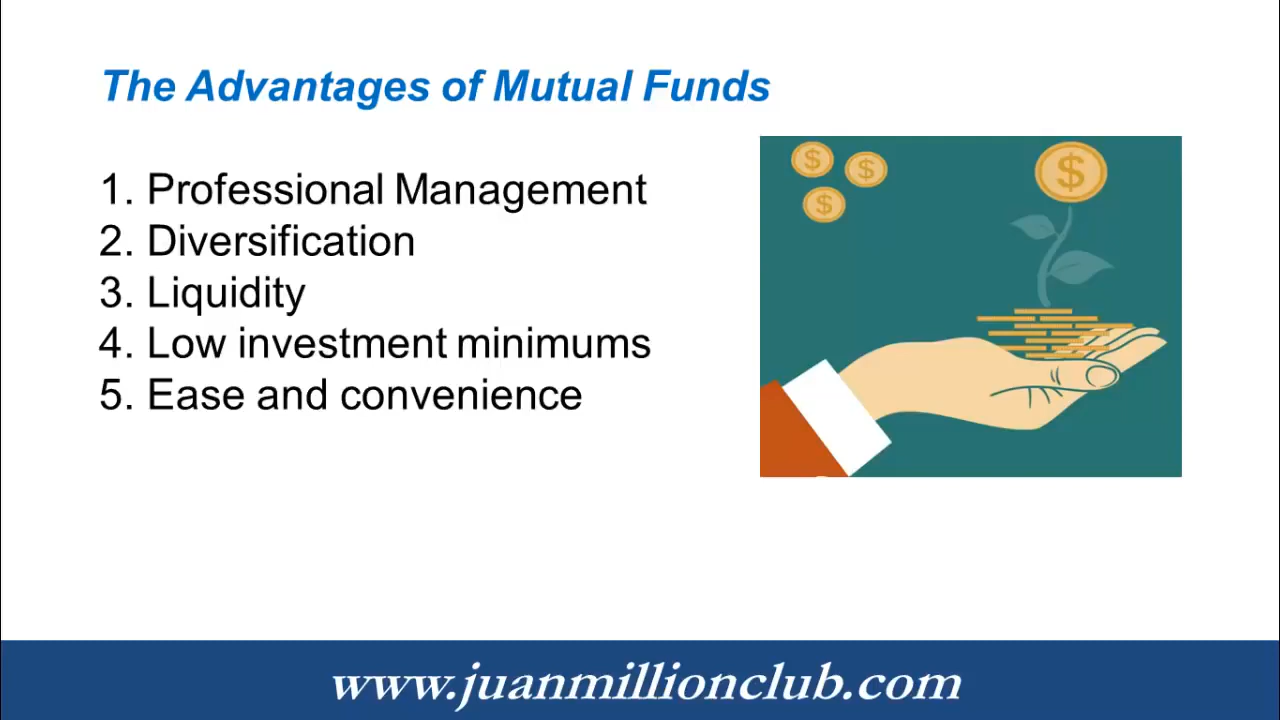 The Advantages of Mutual Funds
1. Professional Management
2. Diversification
3. Liquidity
4. Low investment minimums
5. Ease and convenience
$
$
$
$
www.juanmillionclub.com